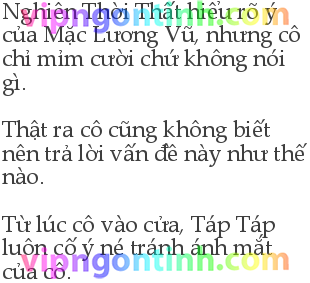 Nghiên Thời Thất hiểu rõ ý
của Mặc Lương Vũ, nhưng cô
chỉ mỉm cười chứ không nói
gì.
Thật ra cô cũng không biết
nên trả lời vấn đề này như thế
nào.
Từ lúc cô vào cửa, Táp Táp
luôn cố ý né tránh ánh mắt
của cô.
vipngontinh.com
vipngontinh.com